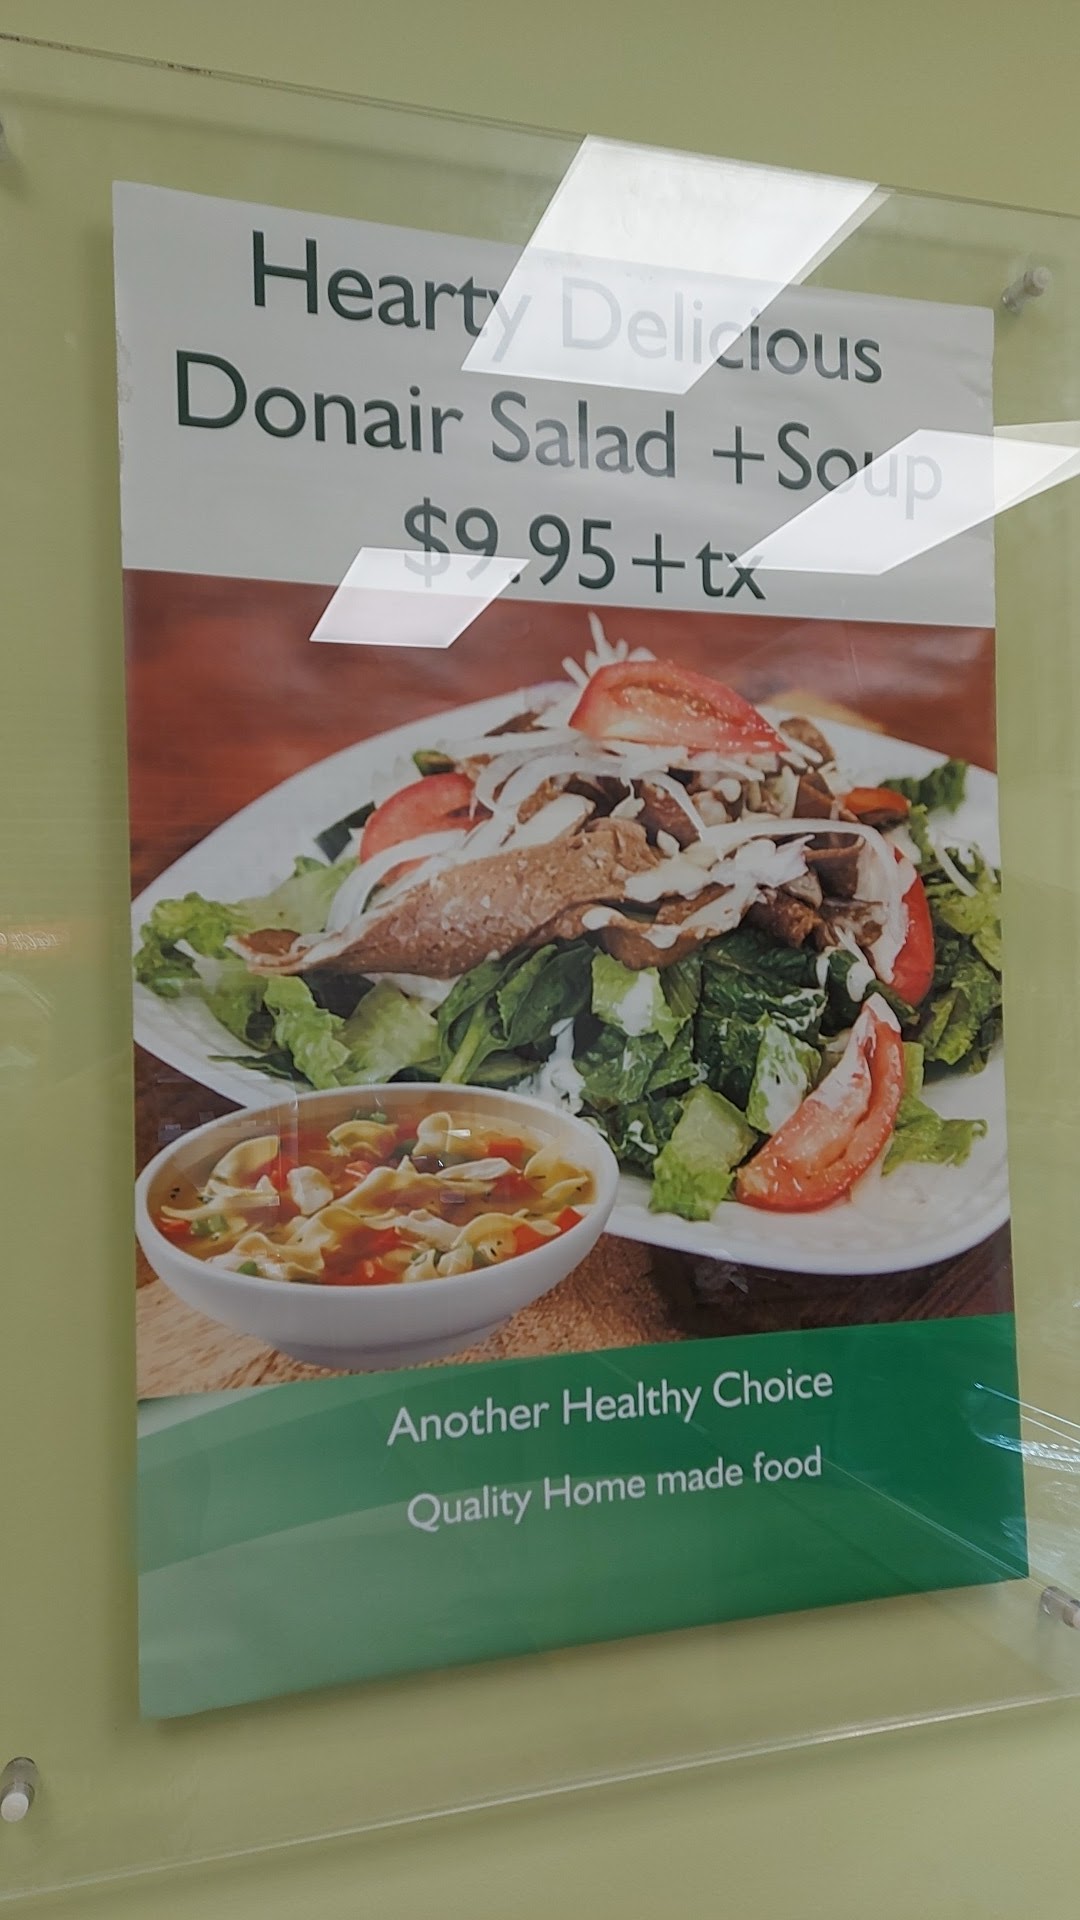 Hearty Delicious
Donair Salad +Soup
$9.95+tx
Another Healthy Choice
Quality Home made food